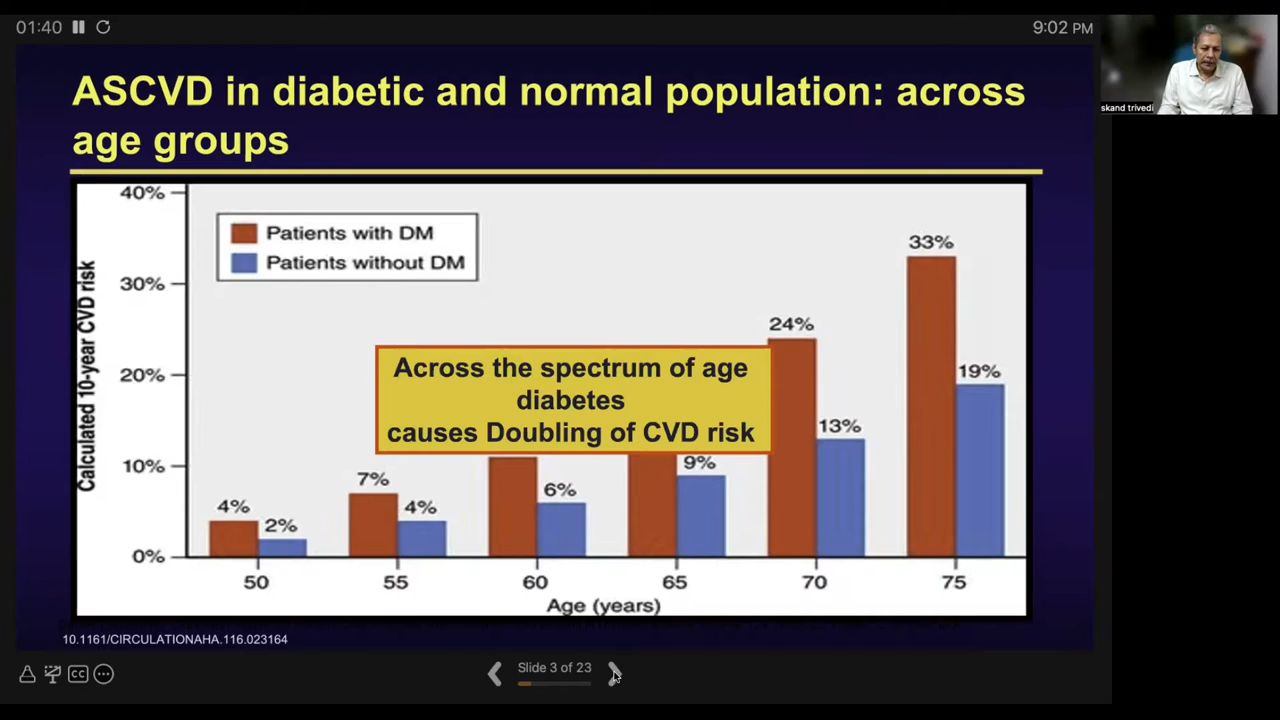 01:40
9:02 PM
skand trivedi
ASCVD in diabetic and normal population: across
age groups
40%
30%
20%
10%
0%
Calculated 10-year CVD risk
Patients with DM
Patients without DM
Across the spectrum of age
diabetes
causes Doubling of CVD risk
4%
2%
7%
4%
6%
9%
24%
13%
33%
19%
50
55
60
65
70
75
Age (years)
10.1161/CIRCULATIONAHA.116.023164
CC
Slide 3 of 23